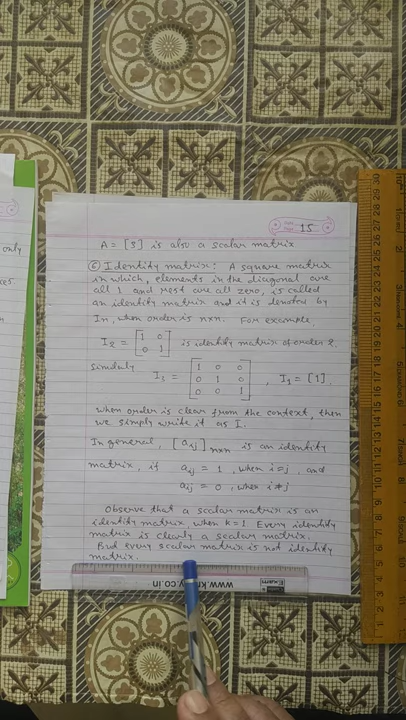 15
A = [3] is also a scalar matrix
⑥ Identity matrix: A square matrix
in which, elements in the diagonal are
all 1 and rest are all zero, is called
an identity matrix and it is denoted by
In, when order is n×n. For example,
I2 = [1 0
0 1] is identity matrix of order 2.
Similarly I3 = [1 0 0
0 1 0
0 0 1], I1 = [1].
When order is clear from the context, then
we simply write it as I.
In general, [aij]n×n is an identity
matrix, if aij = 1, when i=j, and
aij = 0, when i≠j
Observe that a scalar matrix is an
identity matrix, when k=1 Every identity
matrix is clearly a scalar matrix.
But every scalar matrix is not identity
matrix.
only
Exam